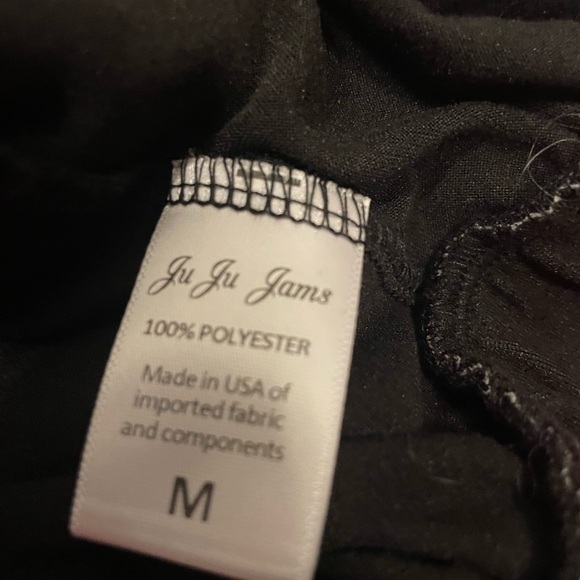 Ju Ju Jams
100% POLYESTER
Made in USA of
imported fabric
and components
M